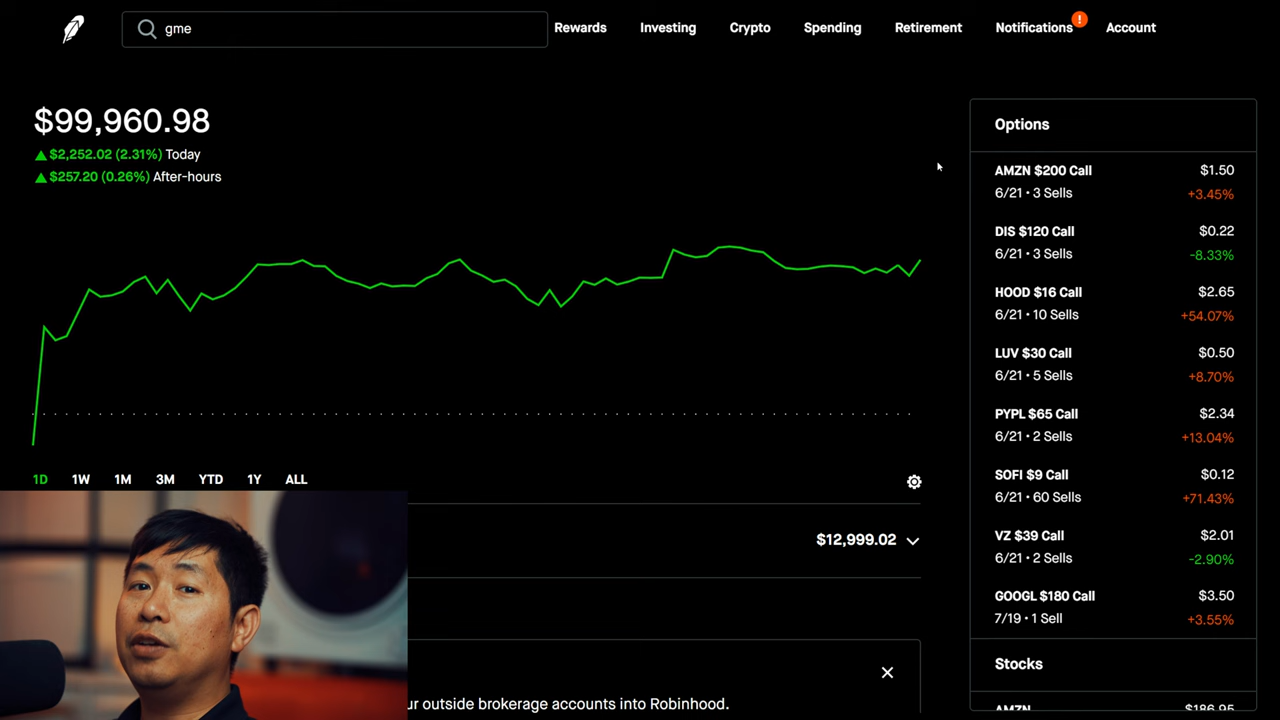 gme
Rewards
Investing
Crypto
Spending
Retirement
Notifications
!
Account
$99,960.98
▲ $2,252.02 (2.31%) Today
▲ $257.20 (0.26%) After-hours
1D
1W
1M
3M
YTD
1Y
ALL
$12,999.02
ur outside brokerage accounts into Robinhood.
Options
AMZN $200 Call $1.50
6/21 • 3 Sells +3.45%
DIS $120 Call $0.22
6/21 • 3 Sells -8.33%
HOOD $16 Call $2.65
6/21 • 10 Sells +54.07%
LUV $30 Call $0.50
6/21 • 5 Sells +8.70%
PYPL $65 Call $2.34
6/21 • 2 Sells +13.04%
SOFI $9 Call $0.12
6/21 • 60 Sells +71.43%
VZ $39 Call $2.01
6/21 • 2 Sells -2.90%
GOOGL $180 Call $3.50
7/19 • 1 Sell +3.55%
Stocks
AMZN $186.95